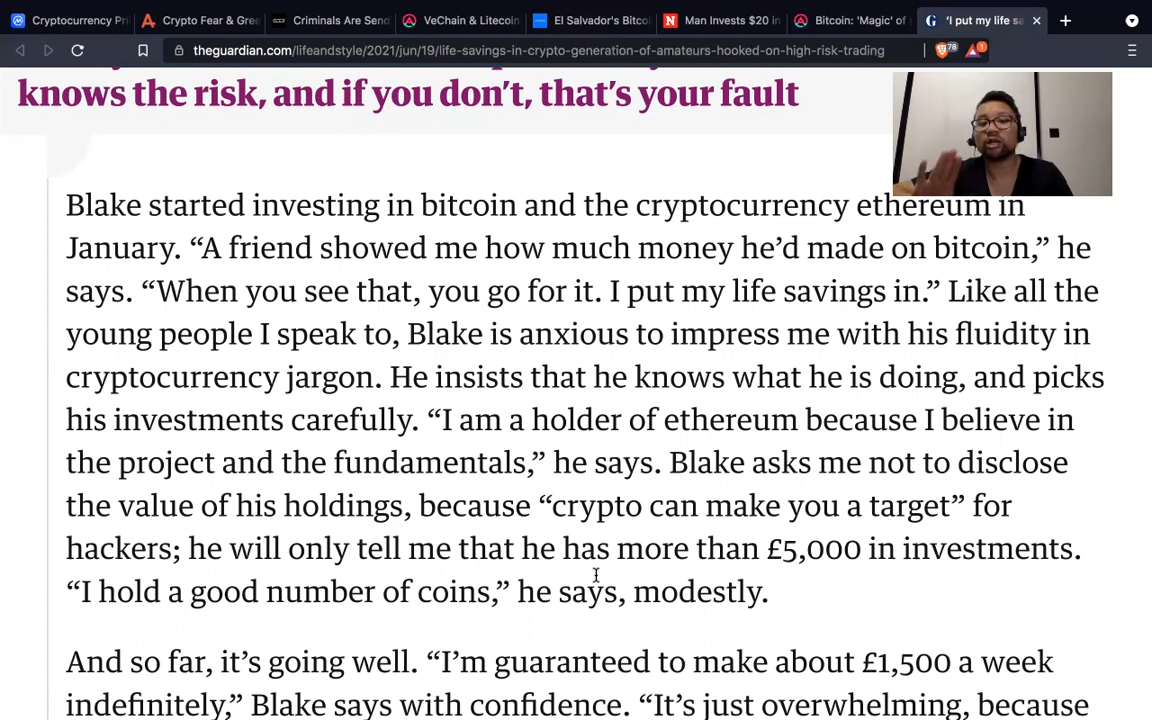 Cryptocurrency Pri
Crypto Fear & Gree
Criminals Are Send
VeChain & Litecoin
El Salvador's Bitco
Man Invests $20 in
Bitcoin: 'Magic' of
'I put my life sa
theguardian.com/lifeandstyle/2021/jun/19/life-savings-in-crypto-generation-of-amateurs-hooked-on-high-risk-trading
78
1
knows the risk, and if you don't, that's your fault
Blake started investing in bitcoin and the cryptocurrency ethereum in
January. “A friend showed me how much money he'd made on bitcoin,” he
says. “When you see that, you go for it. I put my life savings in.” Like all the
young people I speak to, Blake is anxious to impress me with his fluidity in
cryptocurrency jargon. He insists that he knows what he is doing, and picks
his investments carefully. “I am a holder of ethereum because I believe in
the project and the fundamentals,” he says. Blake asks me not to disclose
the value of his holdings, because “crypto can make you a target” for
hackers; he will only tell me that he has more than £5,000 in investments.
“I hold a good number of coins,” he says, modestly.
And so far, it's going well. “I'm guaranteed to make about £1,500 a week
indefinitely,” Blake says with confidence. “It's just overwhelming, because